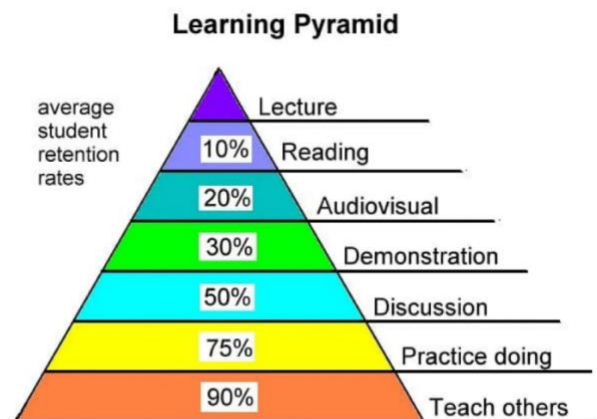 Learning Pyramid
average
student
retention
rates
Lecture
10% Reading
20% Audiovisual
30% Demonstration
50% Discussion
75% Practice doing
90% Teach others